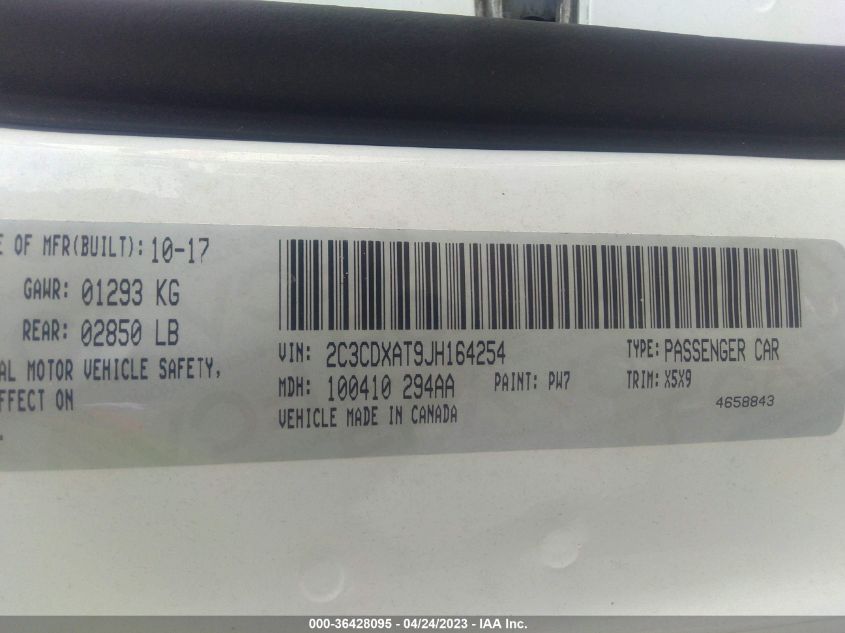 E OF MFR(BUILT): 10-17
GAWR: 01293 KG
REAR: 02850 LB
AL MOTOR VEHICLE SAFETY,
FFECT ON
VIN: 2C3CDXAT9JH164254 TYPE: PASSENGER CAR
MDH: 100410 294AA PAINT: PW7 TRIM: X5X9
VEHICLE MADE IN CANADA 4658843
000-36428095 - 04/24/2023 - IAA Inc.